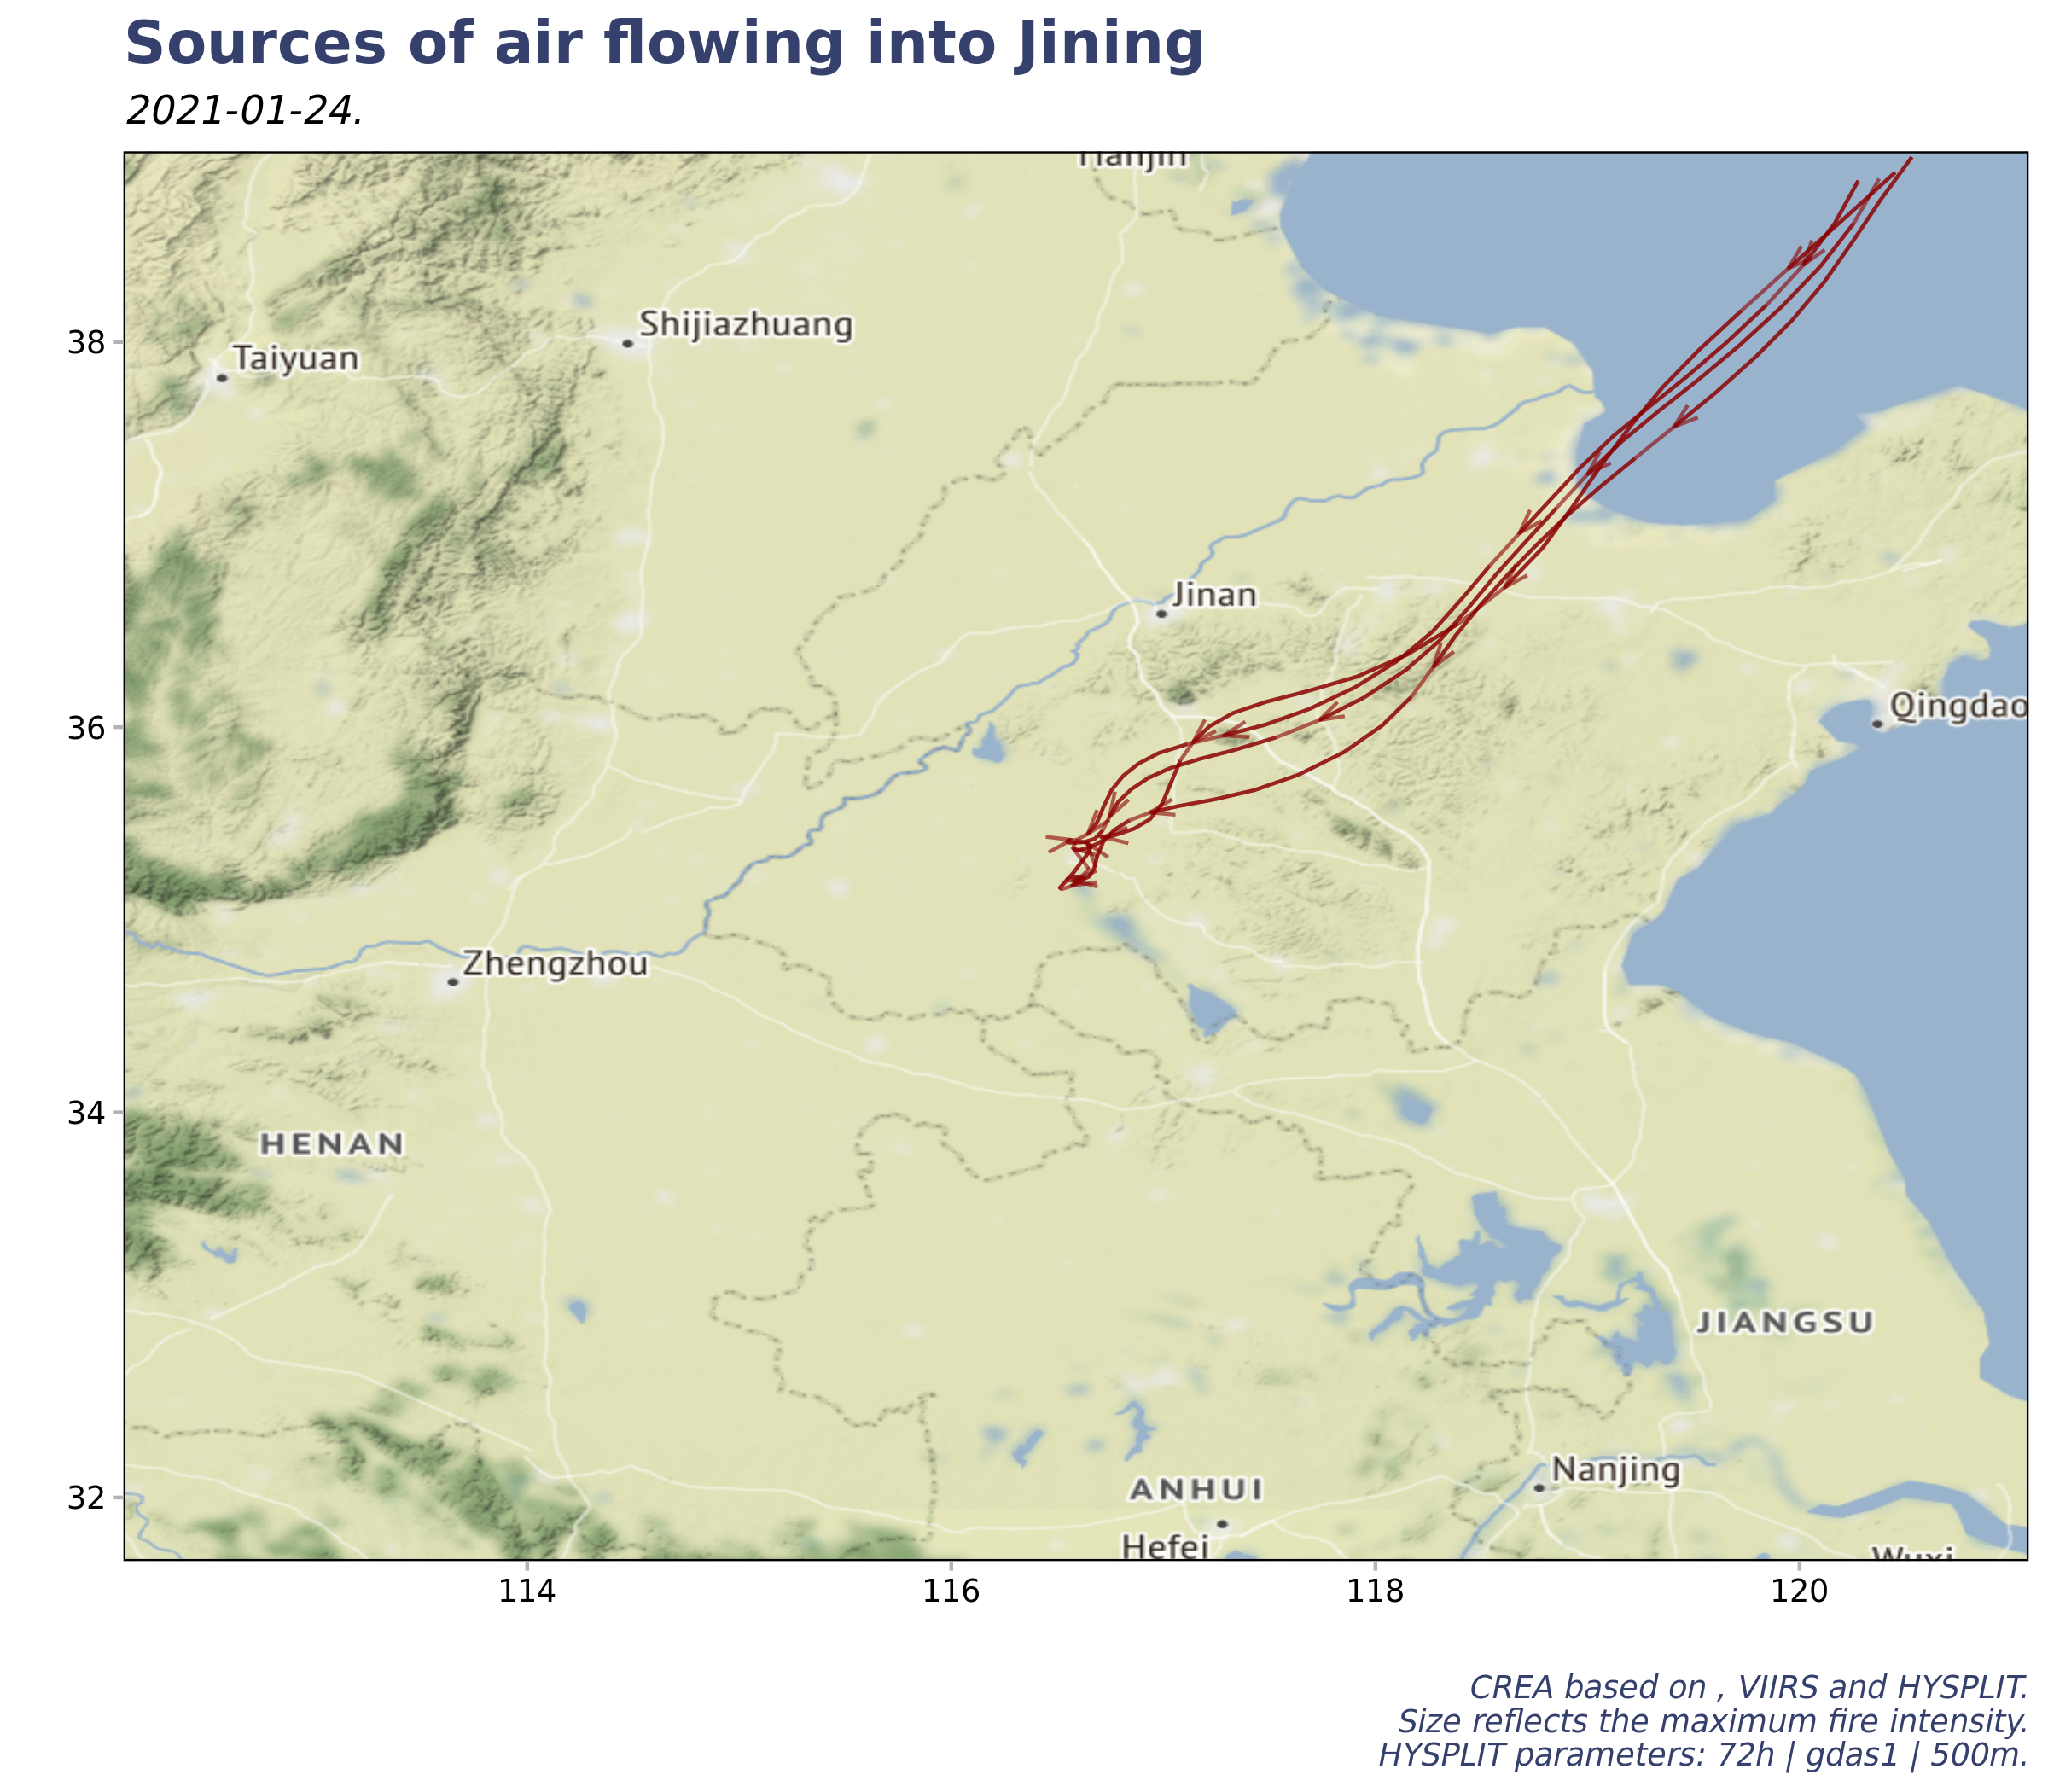 Sources of air flowing into Jining
2021-01-24.
Tianjin
38
Shijiazhuang
Taiyuan
Jinan
36
Qingdao
Zhengzhou
34
HENAN
JIANGSU
32
Nanjing
ANHUI
Hefei
Wuxi
114 116 118 120
CREA based on , VIIRS and HYSPLIT.
Size reflects the maximum fire intensity.
HYSPLIT parameters: 72h | gdas1 | 500m.